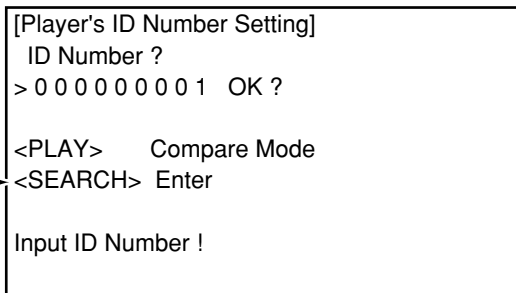 [Player's ID Number Setting]
ID Number ?
> 0 0 0 0 0 0 0 0 1 OK ?
<PLAY> Compare Mode
<SEARCH> Enter
Input ID Number !